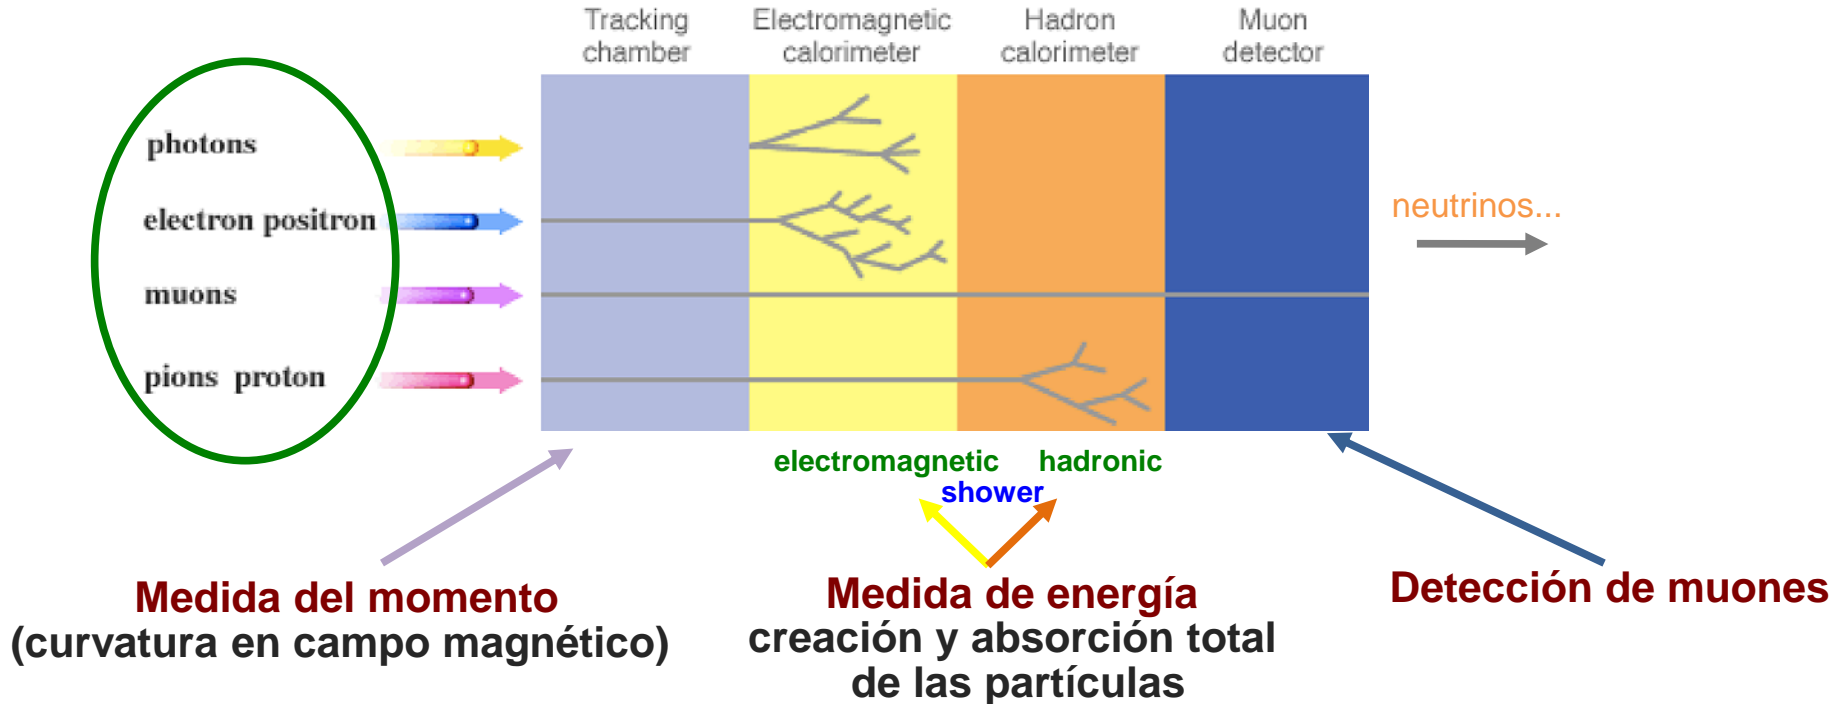 Tracking
chamber
Electromagnetic
calorimeter
Hadron
calorimeter
Muon
detector
photons
electron positron
muons
pions proton
neutrinos...
electromagnetic hadronic
shower
Medida del momento
(curvatura en campo magnético)
Medida de energía
creación y absorción total
de las partículas
Detección de muones